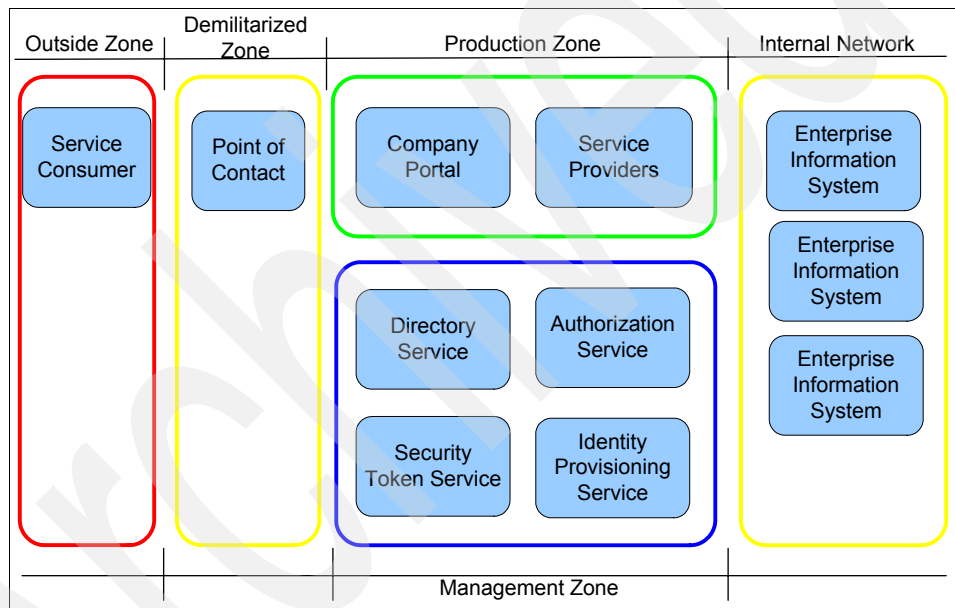 Outside Zone
Demilitarized
Zone
Production Zone
Internal Network
Service
Consumer
Point of
Contact
Company
Portal
Service
Providers
Enterprise
Information
System
Enterprise
Information
System
Directory
Service
Authorization
Service
Enterprise
Information
System
Security
Token Service
Identity
Provisioning
Service
Management Zone